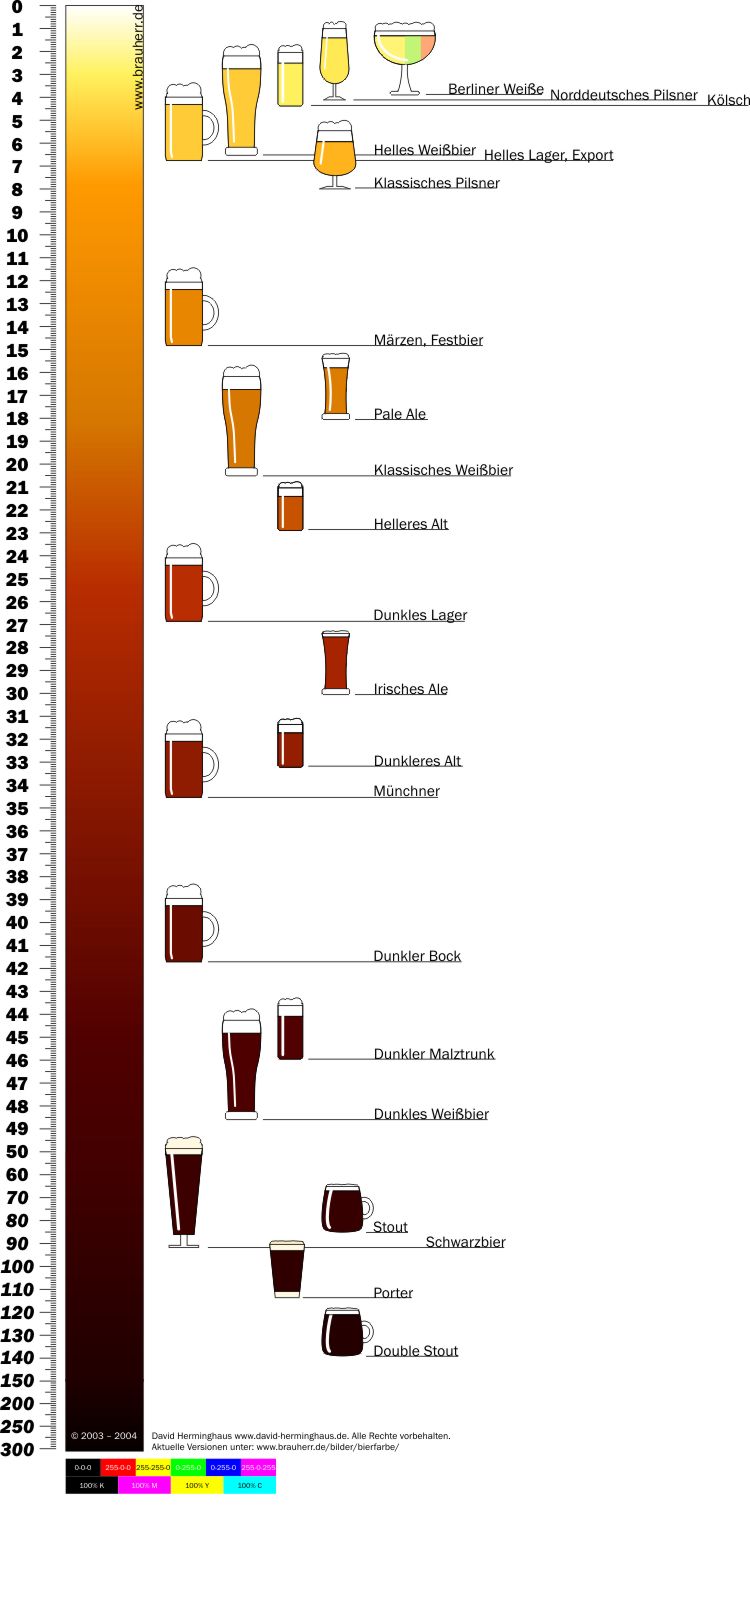 0
www.brauherr.de
1
2
3
Berliner Weiße
Norddeutsches Pilsner
4
Kölsch
5
6
Helles Weißbier
Helles Lager, Export
7
8
Klassisches Pilsner
9
10
11
12
13
14
Märzen, Festbier
15
16
17
18
Pale Ale
19
20
Klassisches Weißbier
21
22
Helleres Alt
23
24
25
26
Dunkles Lager
27
28
29
30
Irisches Ale
31
32
33
Dunkleres Alt
34
Münchner
35
36
37
38
39
40
41
Dunkler Bock
42
43
44
45
Dunkler Malztrunk
46
47
48
Dunkles Weißbier
49
50
60
70
80
Stout
90
Schwarzbier
100
110
Porter
120
130
140
Double Stout
150
200
250
© 2003 – 2004
David Herminghaus www.david-herminghaus.de. Alle Rechte vorbehalten.
Aktuelle Versionen unter: www.brauherr.de/bilder/bierfarbe/
300
0-0-0 255-0-0 255-255-0 0-255-0 0-255-0 255-0-255
100% K 100% M 100% Y 100% C